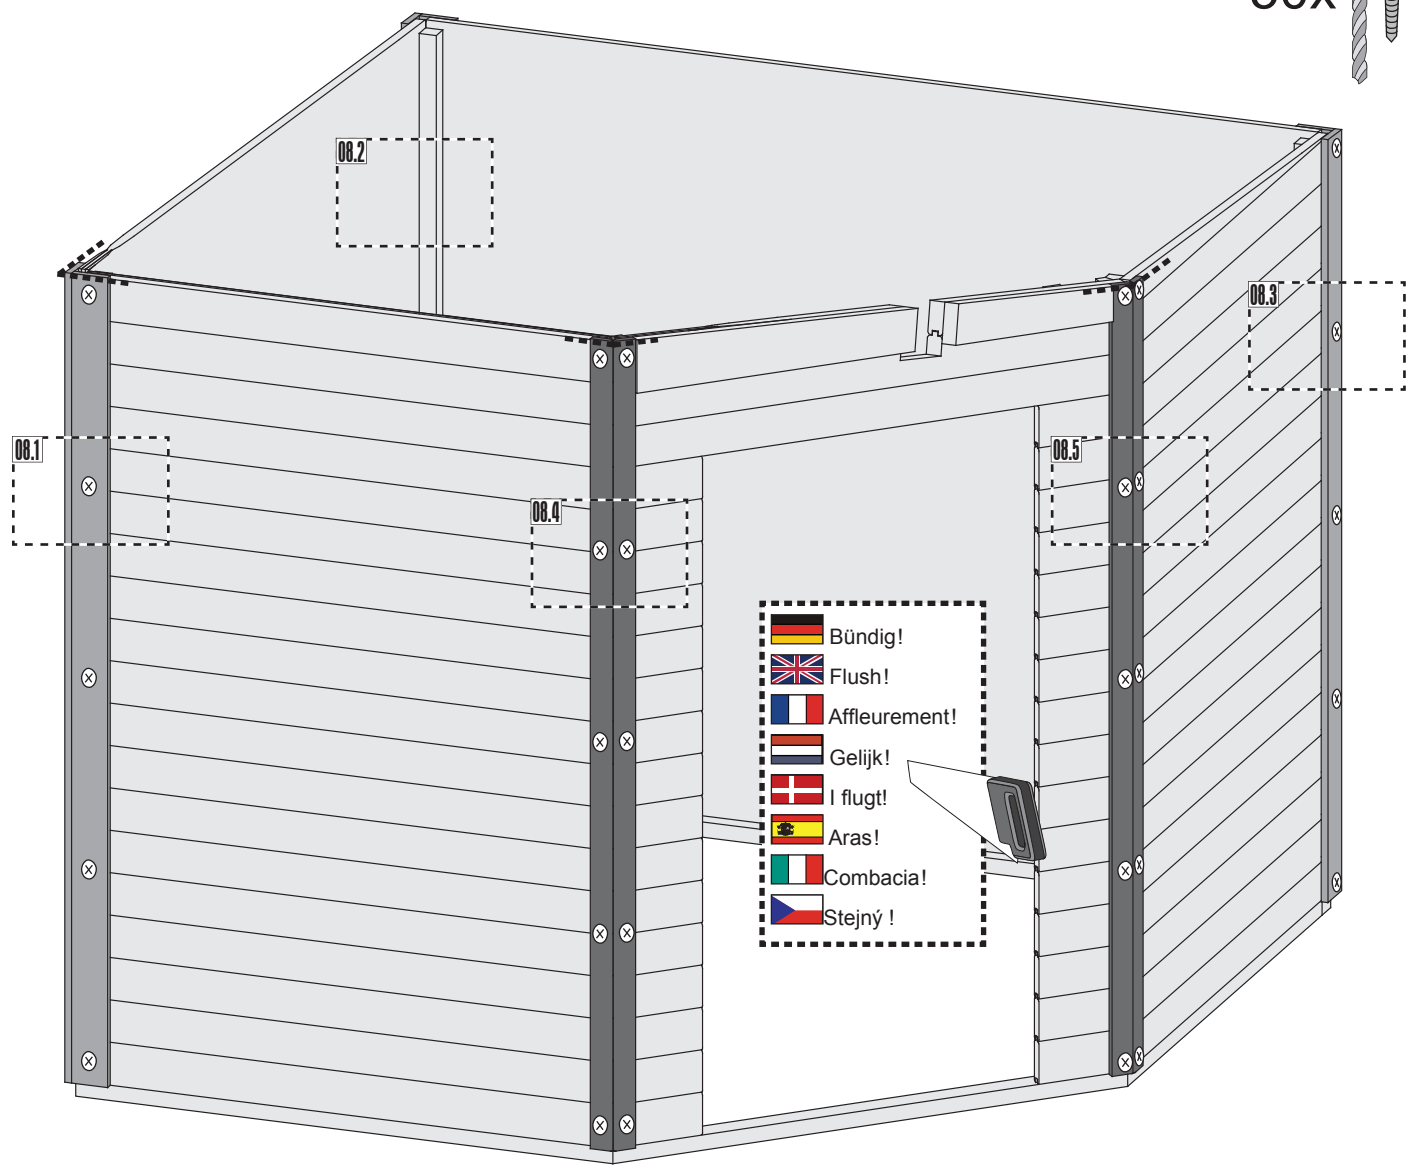 08.2
08.3
08.1
08.5
08.4
Bündig!
Flush!
Affleurement!
Gelijk!
I flugt!
Aras!
Combacia!
Stejný !